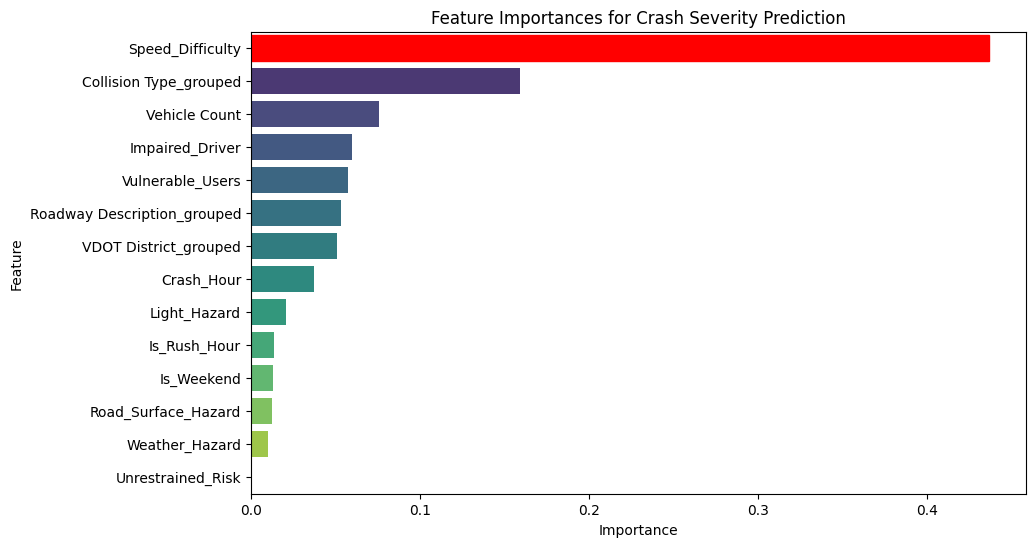 Feature Importances for Crash Severity Prediction
Speed_Difficulty
Collision Type_grouped
Vehicle Count
Impaired_Driver
Vulnerable_Users
Roadway Description_grouped
VDOT District_grouped
Crash_Hour
Light_Hazard
Is_Rush_Hour
Is_Weekend
Road_Surface_Hazard
Weather_Hazard
Unrestrained_Risk
Feature
0.0 0.1 0.2 0.3 0.4
Importance